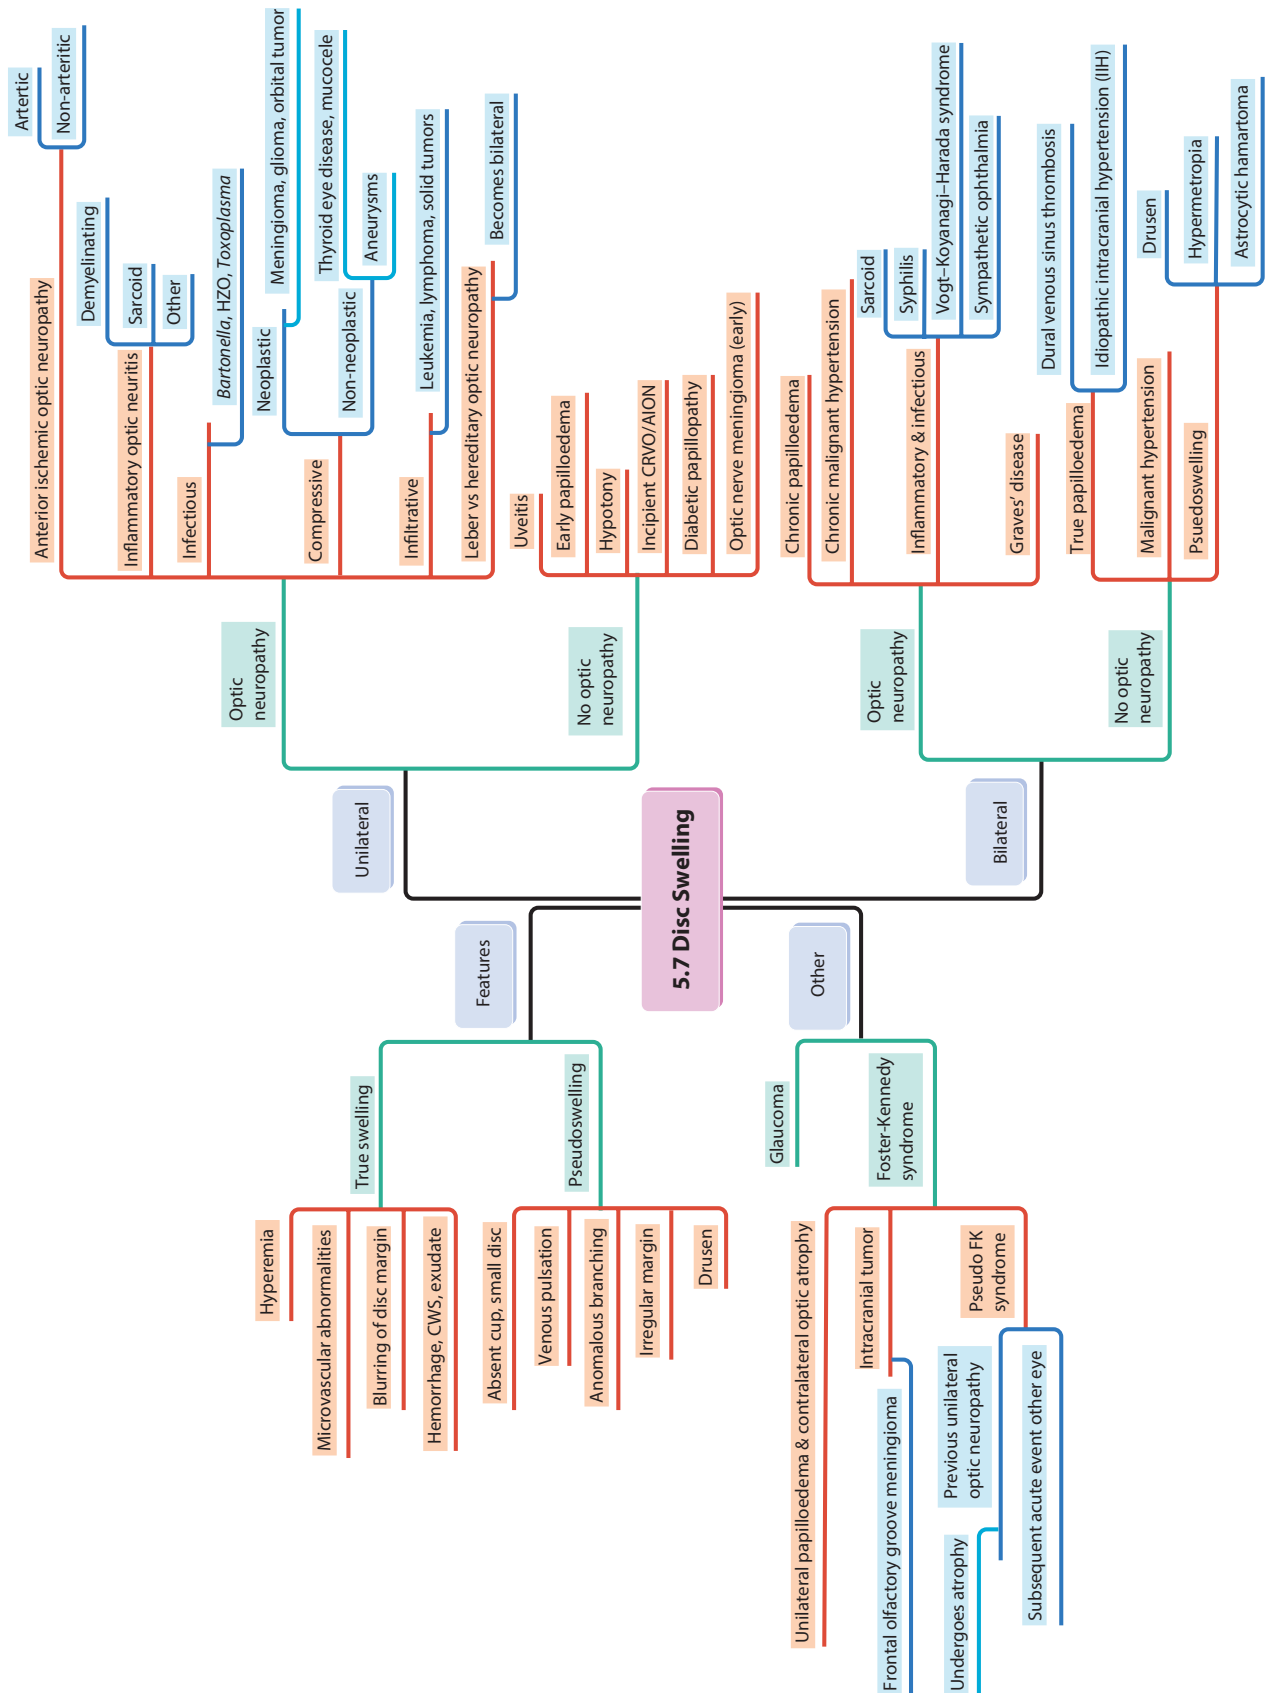 5.7 Disc Swelling
Features
True swelling
Hyperemia
Microvascular abnormalities
Blurring of disc margin
Hemorrhage, CWS, exudate
Pseudoswelling
Absent cup, small disc
Venous pulsation
Anomalous branching
Irregular margin
Drusen
Other
Glaucoma
Foster-Kennedy
syndrome
Unilateral papilloedema & contralateral optic atrophy
Intracranial tumor
Frontal olfactory groove meningioma
Pseudo FK
syndrome
Previous unilateral
optic neuropathy
Undergoes atrophy
Subsequent acute event other eye
Unilateral
Optic
neuropathy
Anterior ischemic optic neuropathy
Artertic
Non-arteritic
Inflammatory optic neuritis
Demyelinating
Sarcoid
Other
Infectious
Bartonella, HZO, Toxoplasma
Compressive
Neoplastic
Meningioma, glioma, orbital tumor
Non-neoplastic
Thyroid eye disease, mucocele
Aneurysms
Infiltrative
Leukemia, lymphoma, solid tumors
Leber vs hereditary optic neuropathy
Becomes bilateral
No optic
neuropathy
Uveitis
Early papilloedema
Hypotony
Incipient CRVO/AION
Diabetic papillopathy
Optic nerve meningioma (early)
Bilateral
Optic
neuropathy
Chronic papilloedema
Chronic malignant hypertension
Inflammatory & infectious
Sarcoid
Syphilis
Vogt–Koyanagi–Harada syndrome
Sympathetic ophthalmia
Graves' disease
No optic
neuropathy
True papilloedema
Dural venous sinus thrombosis
Idiopathic intracranial hypertension (IIH)
Malignant hypertension
Psuedoswelling
Drusen
Hypermetropia
Astrocytic hamartoma